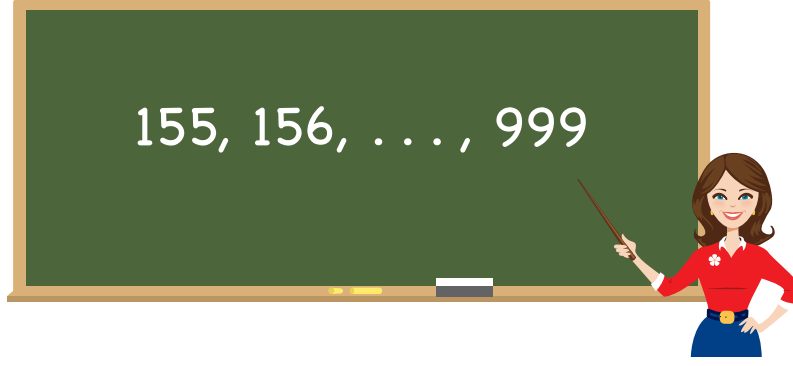 155, 156, . . . , 999